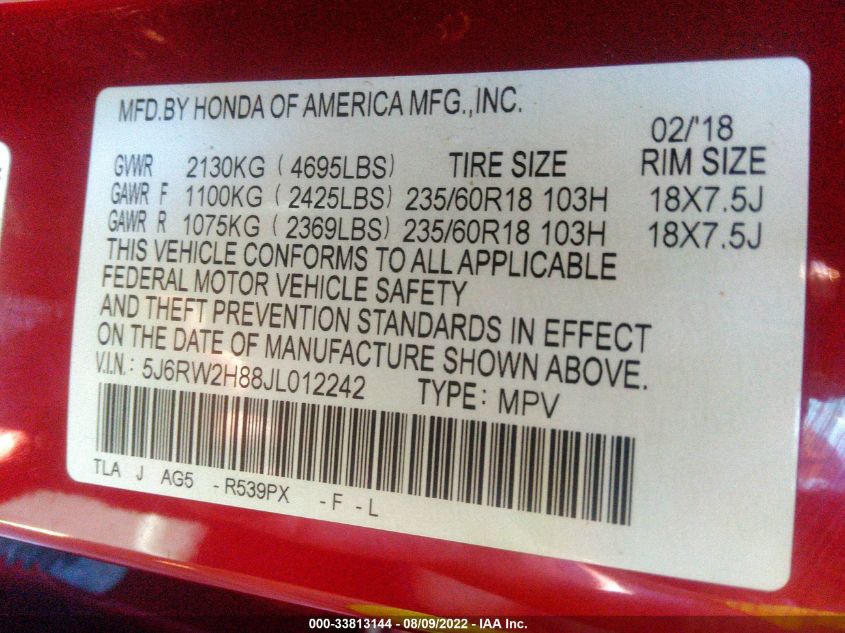 MFD.BY HONDA OF AMERICA MFG.,INC.
02/'18
GVWR 2130KG ( 4695LBS) TIRE SIZE RIM SIZE
GAWR F 1100KG ( 2425LBS) 235/60R18 103H 18X7.5J
GAWR R 1075KG ( 2369LBS) 235/60R18 103H 18X7.5J
THIS VEHICLE CONFORMS TO ALL APPLICABLE
FEDERAL MOTOR VEHICLE SAFETY
AND THEFT PREVENTION STANDARDS IN EFFECT
ON THE DATE OF MANUFACTURE SHOWN ABOVE.
V.I.N.: 5J6RW2H88JL012242 TYPE: MPV
TLA J AG5 -R539PX -F-L
000-33813144 - 08/09/2022 - IAA Inc.